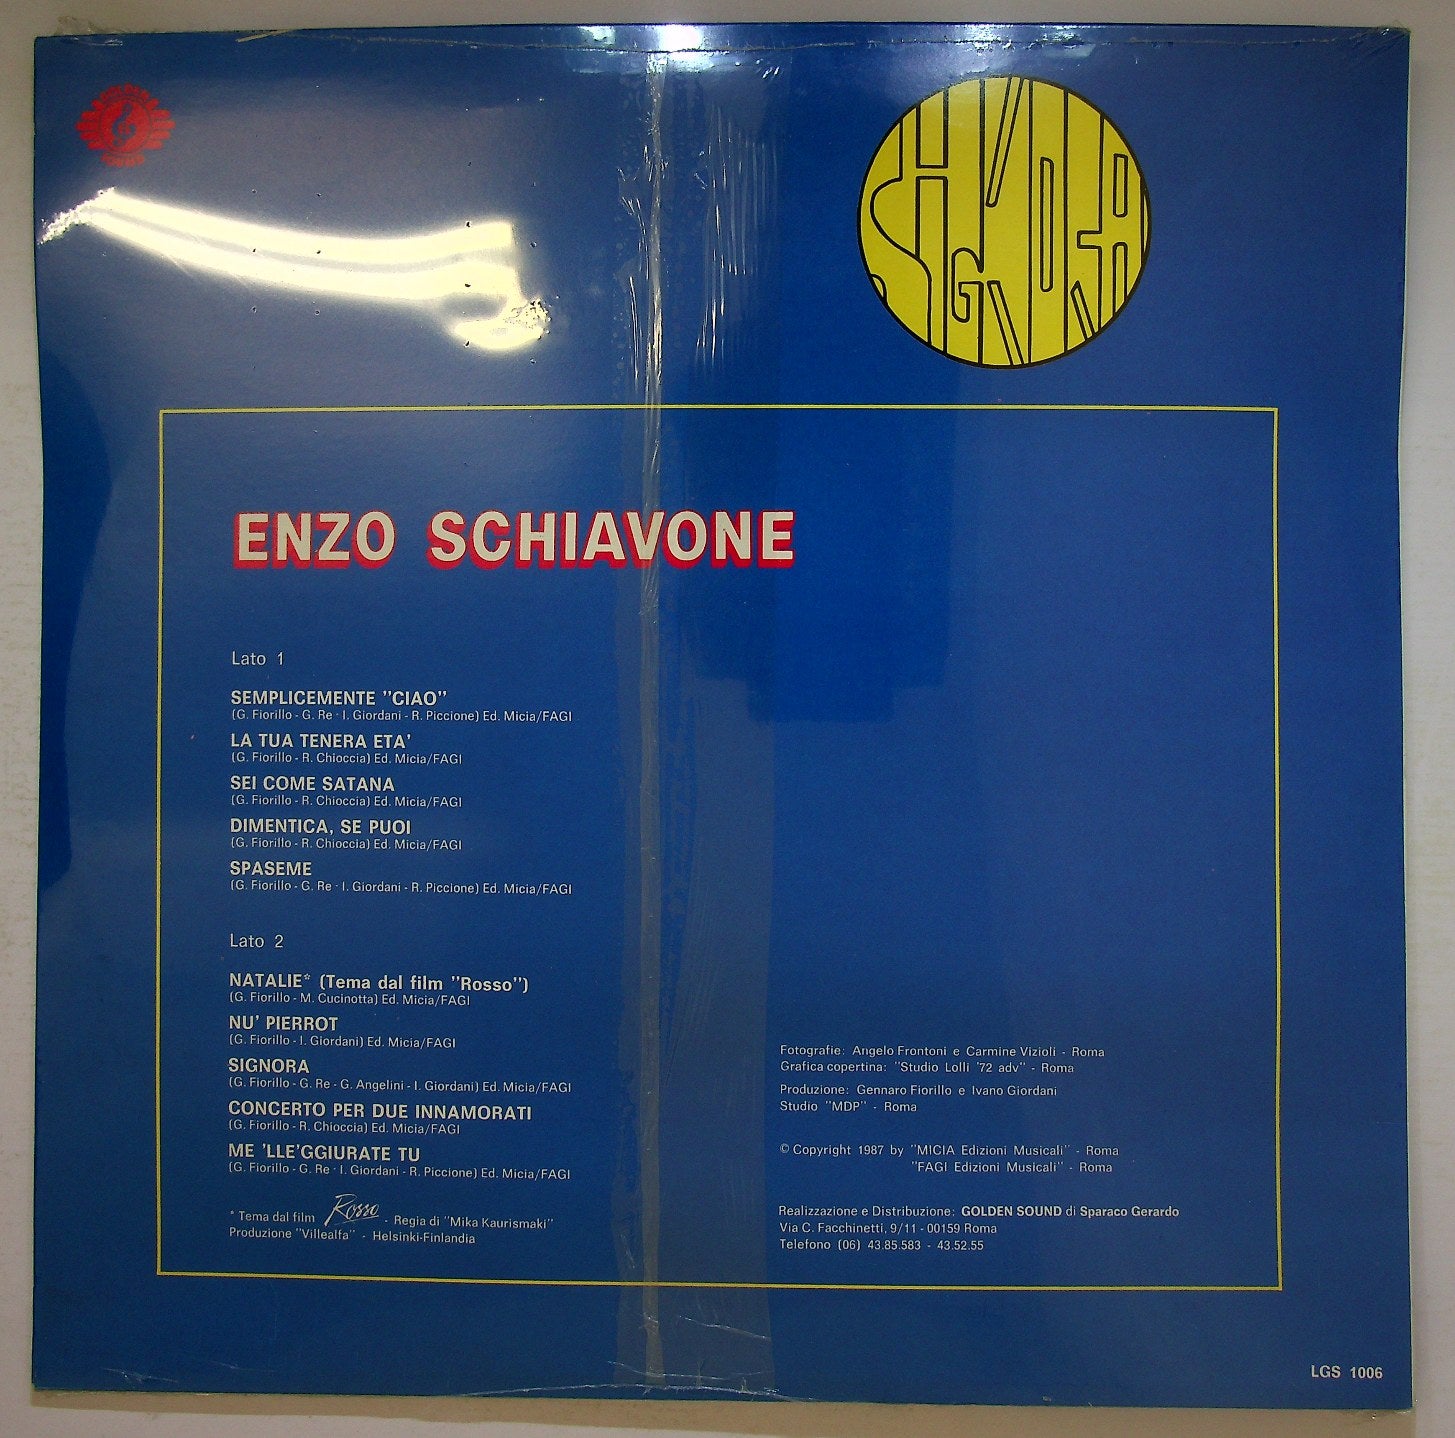 SIGNORA
ENZO SCHIAVONE
Lato 1
SEMPLICEMENTE "CIAO"
(G. Fiorillo - G. Re - I. Giordani - R. Piccione) Ed. Micia/FAGI
LA TUA TENERA ETA'
(G. Fiorillo - R. Chioccia) Ed. Micia/FAGI
SEI COME SATANA
(G. Fiorillo - R. Chioccia) Ed. Micia/FAGI
DIMENTICA, SE PUOI
(G. Fiorillo - R. Chioccia) Ed. Micia/FAGI
SPASEME
(G. Fiorillo - G. Re - I. Giordani - R. Piccione) Ed. Micia/FAGI
Lato 2
NATALIE* (Tema dal film "Rosso")
(G. Fiorillo - M. Cucinotta) Ed. Micia/FAGI
NU' PIERROT
(G. Fiorillo - I. Giordani) Ed. Micia/FAGI
SIGNORA
(G. Fiorillo - G. Re - G. Angelini - I. Giordani) Ed. Micia/FAGI
CONCERTO PER DUE INNAMORATI
(G. Fiorillo - R. Chioccia) Ed. Micia/FAGI
ME 'LLE'GGIURATE TU
(G. Fiorillo - G. Re - I. Giordani - R. Piccione) Ed. Micia/FAGI
* Tema dal film Rosso - Regia di "Mika Kaurismaki"
Produzione "Villealfa" - Helsinki-Finlandia
Fotografie: Angelo Frontoni e Carmine Vizioli - Roma
Grafica copertina: "Studio Lolli '72 adv" - Roma
Produzione: Gennaro Fiorillo e Ivano Giordani
Studio "MDP" - Roma
© Copyright 1987 by "MICIA Edizioni Musicali" - Roma
"FAGI Edizioni Musicali" - Roma
Realizzazione e Distribuzione: GOLDEN SOUND di Sparaco Gerardo
Via C. Facchinetti, 9/11 - 00159 Roma
Telefono (06) 43.85.583 - 43.52.55
LGS 1006